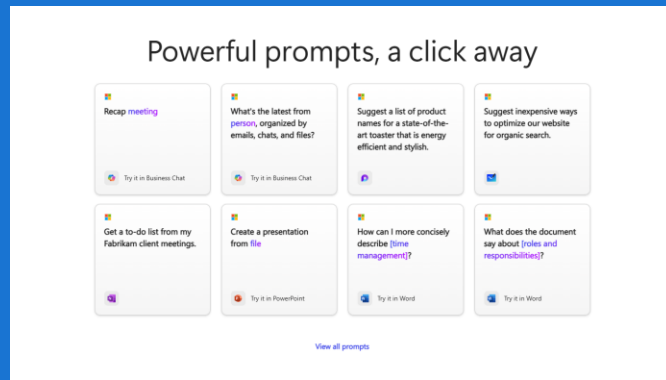 Powerful prompts, a click away
Recap meeting
Try it in Business Chat
What's the latest from
person, organized by
emails, chats, and files?
Try it in Business Chat
Suggest a list of product
names for a state-of-the-
art toaster that is energy
efficient and stylish.
Suggest inexpensive ways
to optimize our website
for organic search.
Get a to-do list from my
Fabrikam client meetings.
Create a presentation
from file
Try it in PowerPoint
How can I more concisely
describe [time
management]?
Try it in Word
What does the document
say about [roles and
responsibilities]?
Try it in Word
View all prompts